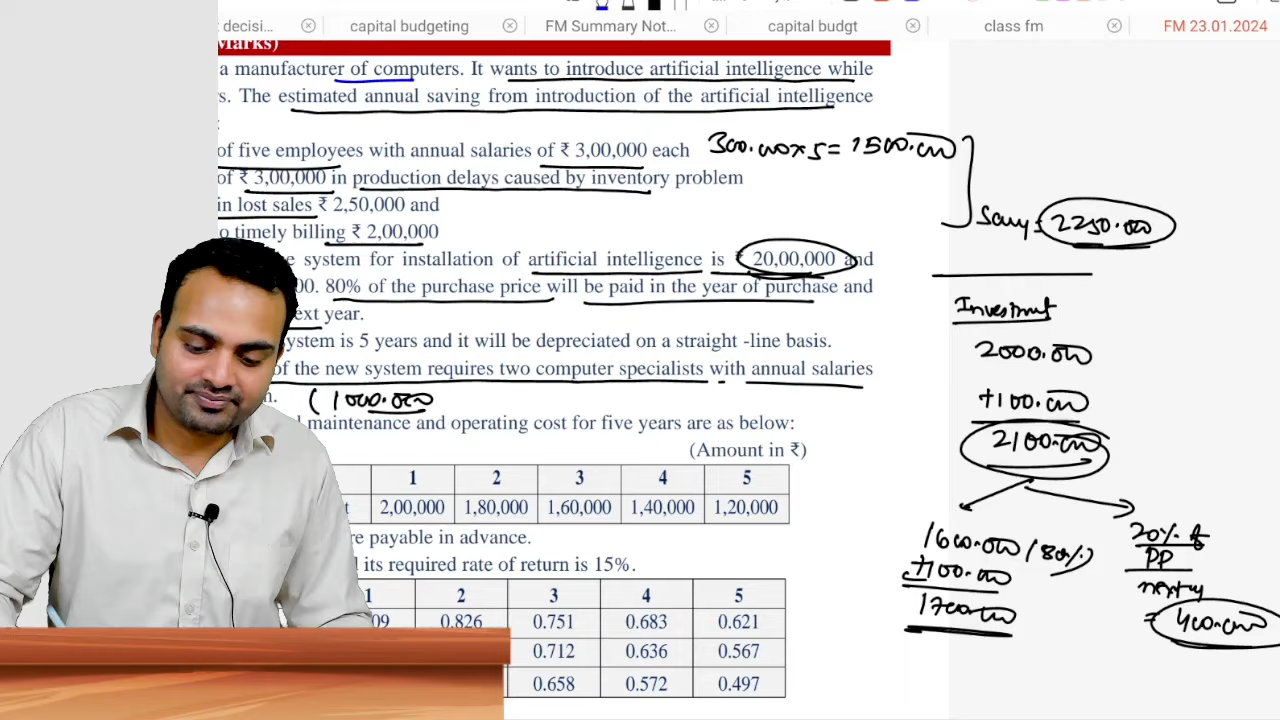 t decisi...
capital budgeting
FM Summary Not...
capital budgt
class fm
FM 23.01.2024
Marks)
a manufacturer of computers. It wants to introduce artificial intelligence while
s. The estimated annual saving from introduction of the artificial intelligence
:
of five employees with annual salaries of ₹ 3,00,000 each
300.000x5= 1500.000
of ₹ 3,00,000 in production delays caused by inventory problem
in lost sales ₹ 2,50,000 and
2250.000
o timely billing ₹ 2,00,000
e system for installation of artificial intelligence is ₹ 20,00,000 and
00. 80% of the purchase price will be paid in the year of purchase and
ext year.
ystem is 5 years and it will be depreciated on a straight -line basis.
of the new system requires two computer specialists with annual salaries
n.
(1000.000
maintenance and operating cost for five years are as below:
(Amount in ₹)
1 2 3 4 5
t 2,00,000 1,80,000 1,60,000 1,40,000 1,20,000
re payable in advance.
its required rate of return is 15%.
1 2 3 4 5
09 0.826 0.751 0.683 0.621
0.712 0.636 0.567
0.658 0.572 0.497
Investment
2000.000
+100.000
2100.000
1600.000 (80%)
+100.000
1700.000
20% of
PP
next y
= 400.000